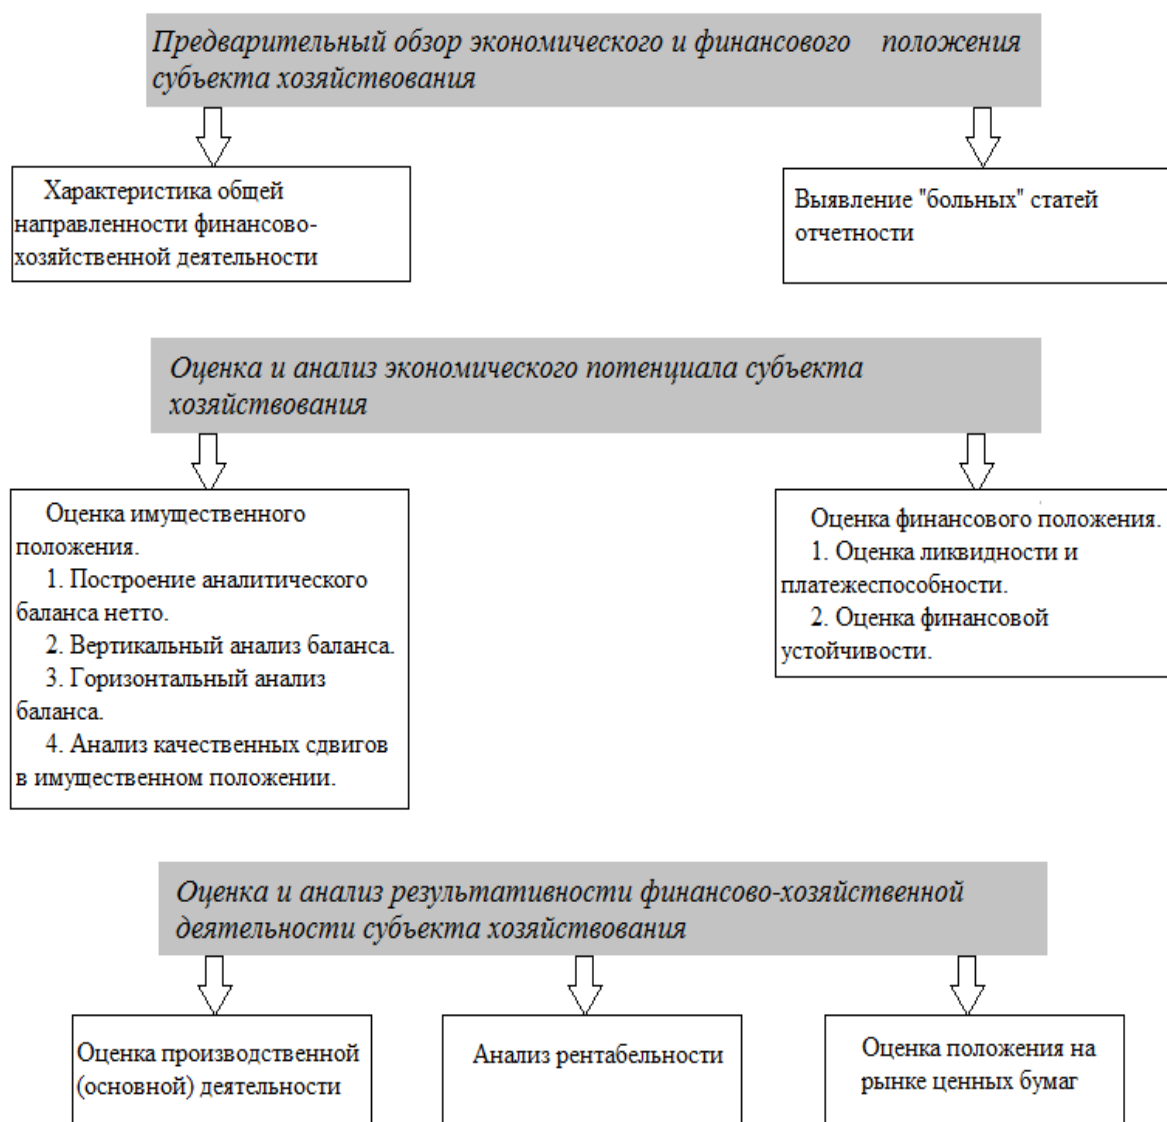 Предварительный обзор экономического и финансового положения
субъекта хозяйствования
Характеристика общей
направленности финансово-
хозяйственной деятельности
Выявление "больных" статей
отчетности
Оценка и анализ экономического потенциала субъекта
хозяйствования
Оценка имущественного
положения.
1. Построение аналитического
баланса нетто.
2. Вертикальный анализ баланса.
3. Горизонтальный анализ
баланса.
4. Анализ качественных сдвигов
в имущественном положении.
Оценка финансового положения.
1. Оценка ликвидности и
платежеспособности.
2. Оценка финансовой
устойчивости.
Оценка и анализ результативности финансово-хозяйственной
деятельности субъекта хозяйствования
Оценка производственной
(основной) деятельности
Анализ рентабельности
Оценка положения на
рынке ценных бумаг